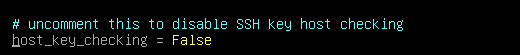 # uncomment this to disable SSH key host checking
host_key_checking = False